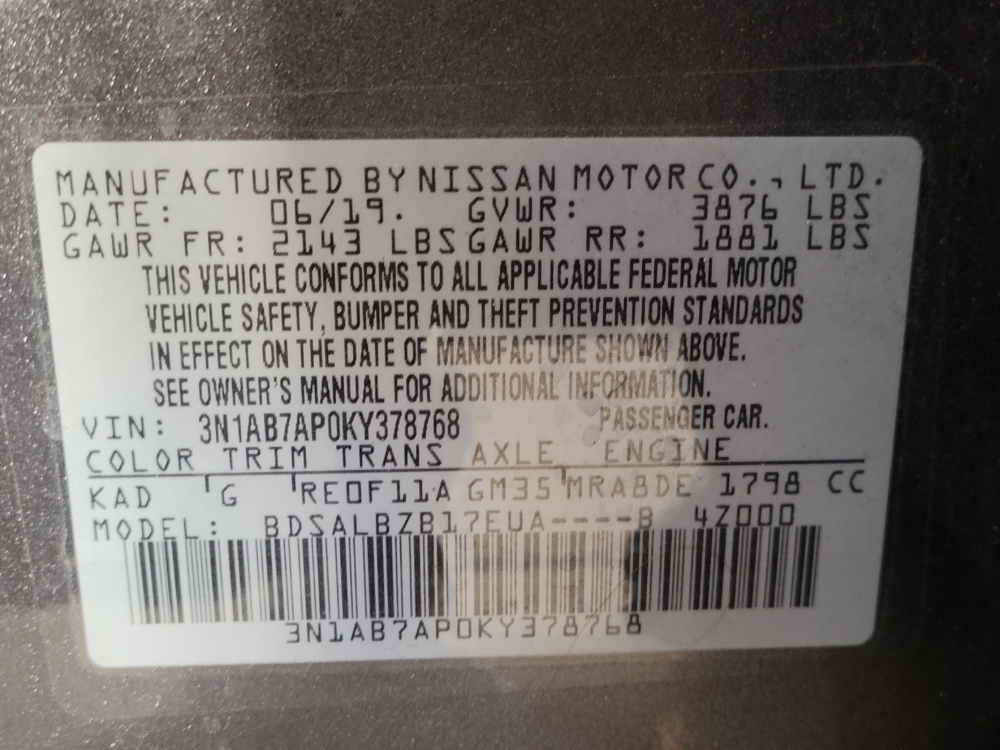 MANUFACTURED BY NISSAN MOTOR CO., LTD.
DATE: 06/19. GVWR: 3876 LBS
GAWR FR: 2143 LBS GAWR RR: 1881 LBS
THIS VEHICLE CONFORMS TO ALL APPLICABLE FEDERAL MOTOR
VEHICLE SAFETY, BUMPER AND THEFT PREVENTION STANDARDS
IN EFFECT ON THE DATE OF MANUFACTURE SHOWN ABOVE.
SEE OWNER'S MANUAL FOR ADDITIONAL INFORMATION.
VIN: 3N1AB7AP0KY378768 PASSENGER CAR.
COLOR TRIM TRANS AXLE ENGINE
KAD G RE0F11A GM35 MRA8DE 1798 CC
MODEL: BDSALBZB17EUA----B 4Z000
3N1AB7AP0KY378768